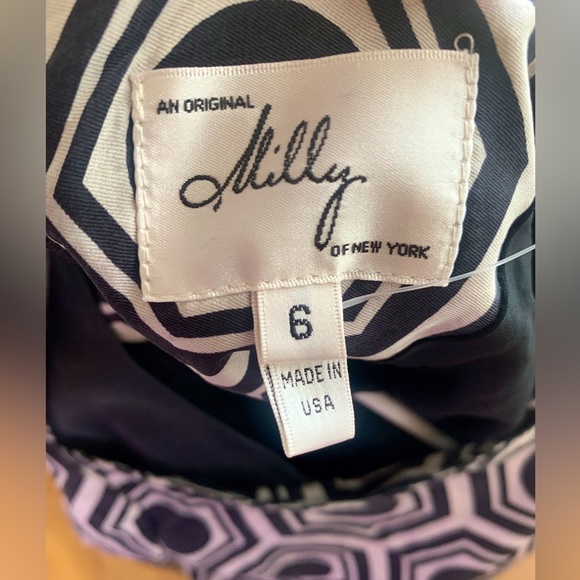 AN ORIGINAL
Milly
OF NEW YORK
6
MADE IN
USA